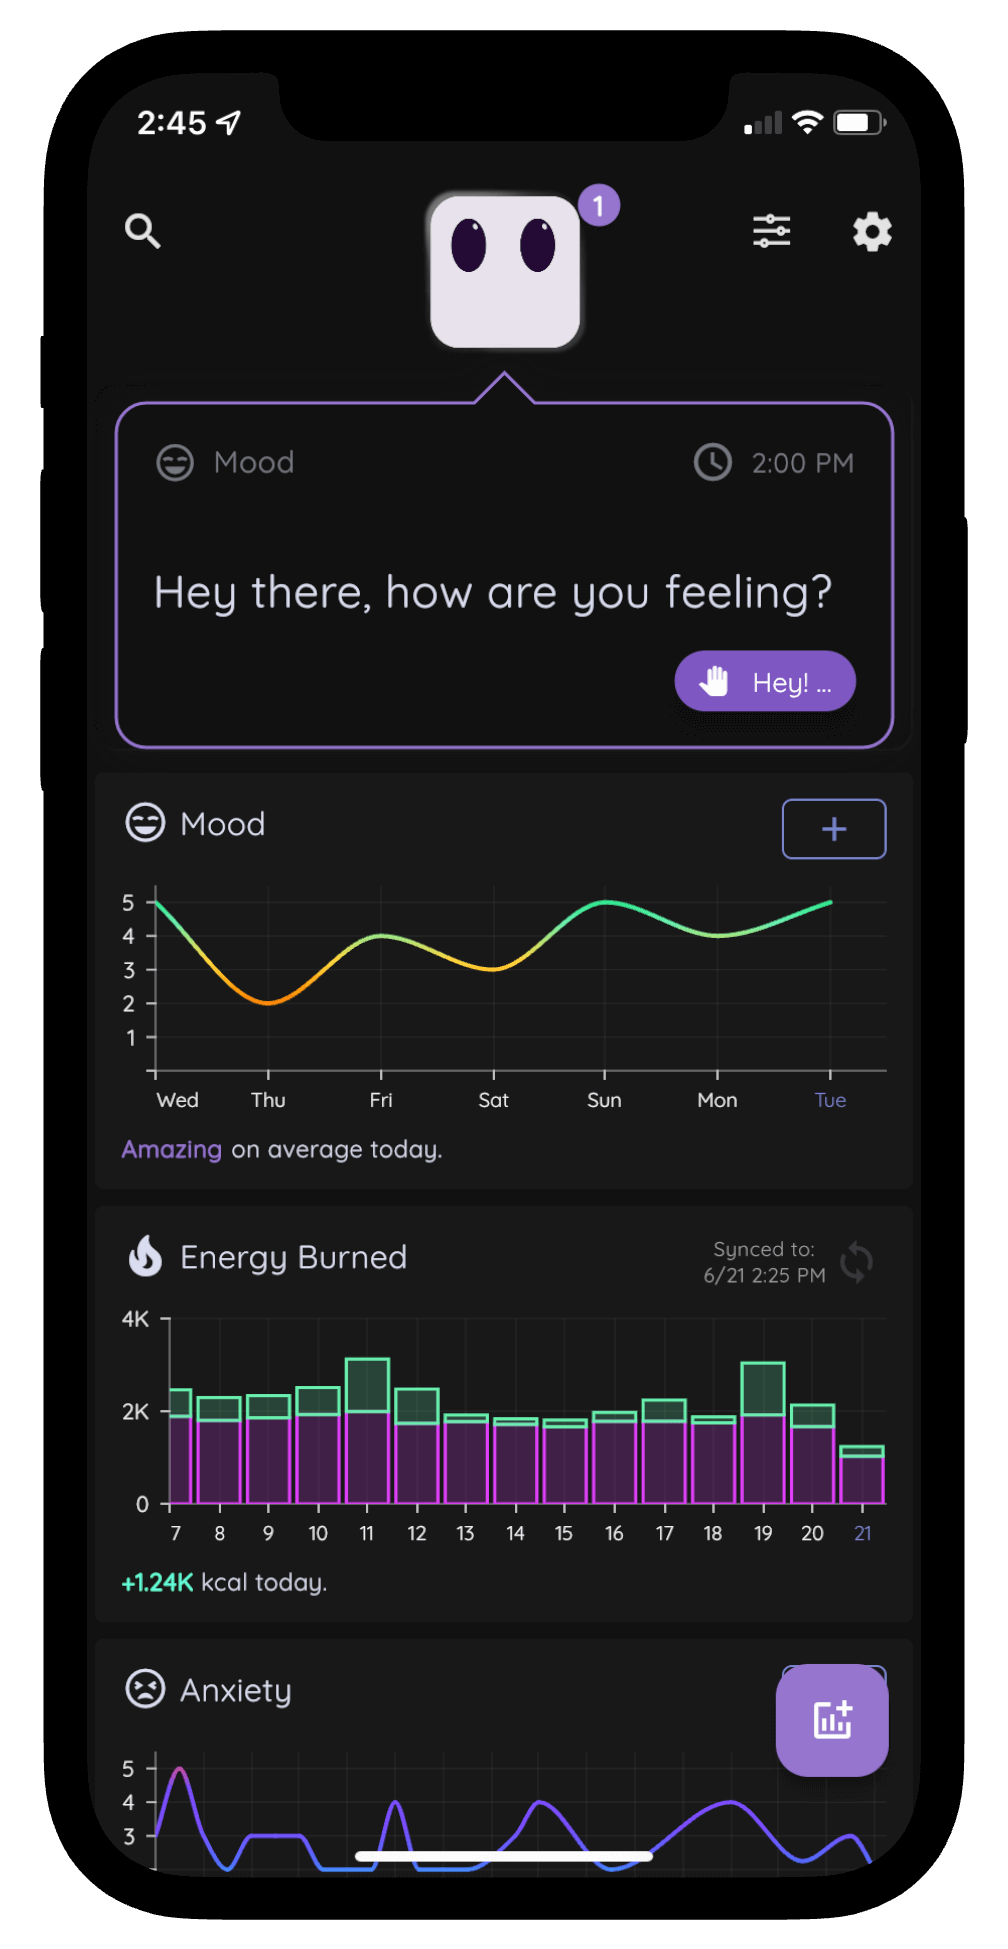 2:45
1
Mood
2:00 PM
Hey there, how are you feeling?
Hey! ...
Mood
+
5
4
3
2
1
Wed Thu Fri Sat Sun Mon Tue
Amazing on average today.
Energy Burned
Synced to:
6/21 2:25 PM
4K
2K
0
7 8 9 10 11 12 13 14 15 16 17 18 19 20 21
+1.24K kcal today.
Anxiety
5
4
3